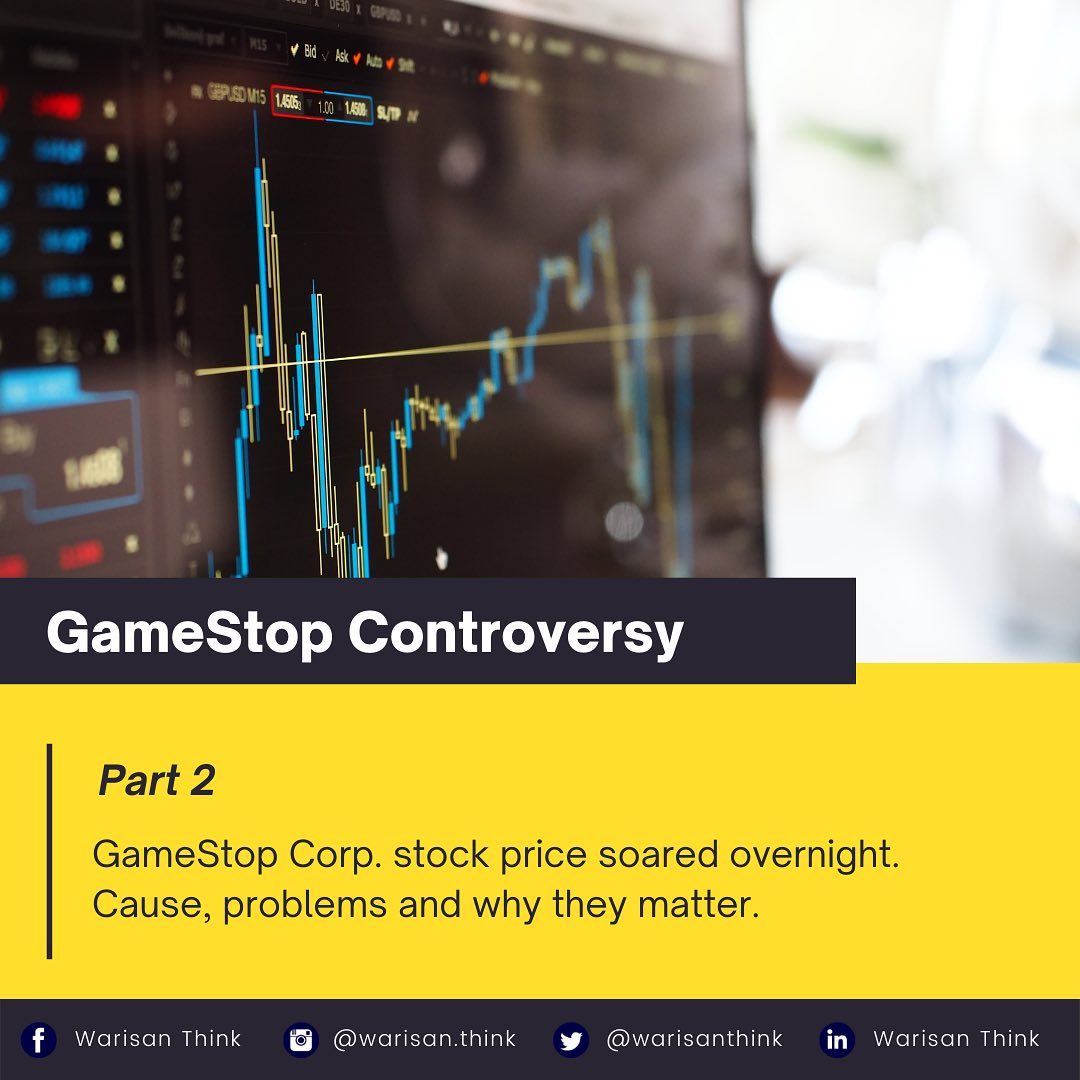 DE30 x GBPUSD x
M15 Bid Ask Auto Shift
GBPUSD M15 1.4505 1.00 1.4508 SL/TP
Buy
GameStop Controversy
Part 2
GameStop Corp. stock price soared overnight.
Cause, problems and why they matter.
Warisan Think @warisan.think @warisanthink Warisan Think